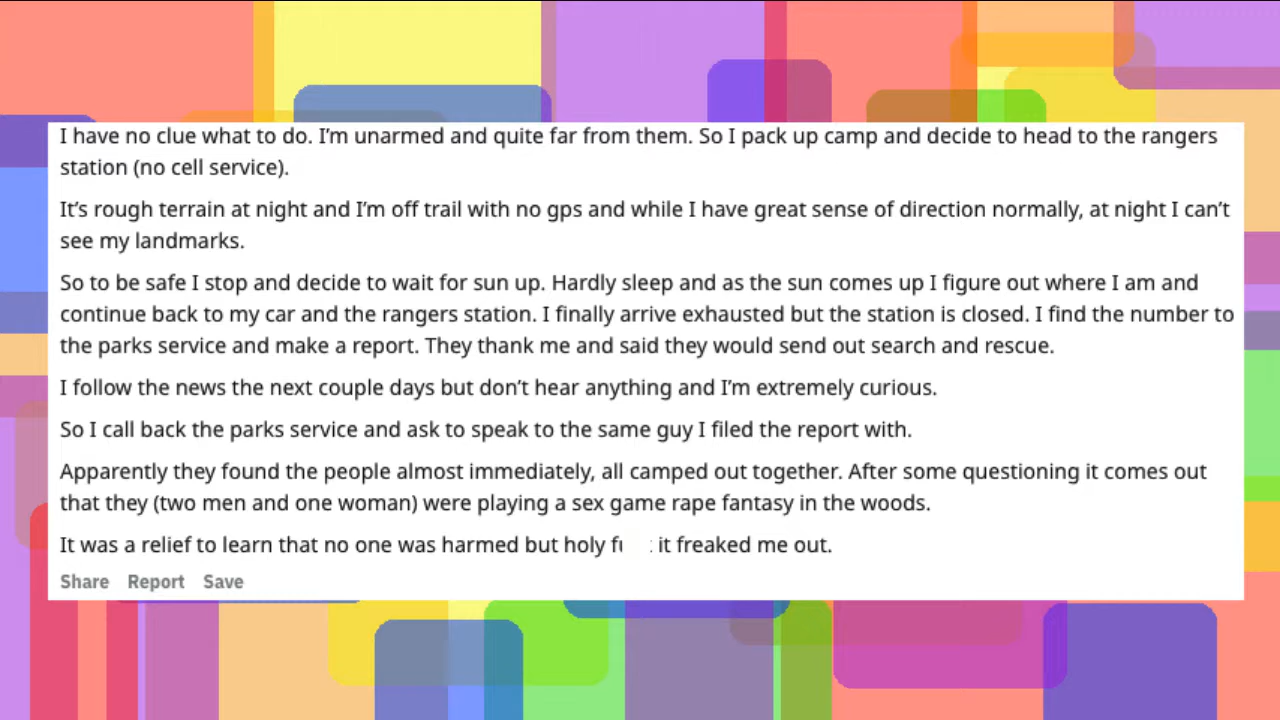 I have no clue what to do. I’m unarmed and quite far from them. So I pack up camp and decide to head to the rangers
station (no cell service).
It’s rough terrain at night and I’m off trail with no gps and while I have great sense of direction normally, at night I can’t
see my landmarks.
So to be safe I stop and decide to wait for sun up. Hardly sleep and as the sun comes up I figure out where I am and
continue back to my car and the rangers station. I finally arrive exhausted but the station is closed. I find the number to
the parks service and make a report. They thank me and said they would send out search and rescue.
I follow the news the next couple days but don’t hear anything and I’m extremely curious.
So I call back the parks service and ask to speak to the same guy I filed the report with.
Apparently they found the people almost immediately, all camped out together. After some questioning it comes out
that they (two men and one woman) were playing a sex game rape fantasy in the woods.
It was a relief to learn that no one was harmed but holy it freaked me out.
Share Report Save